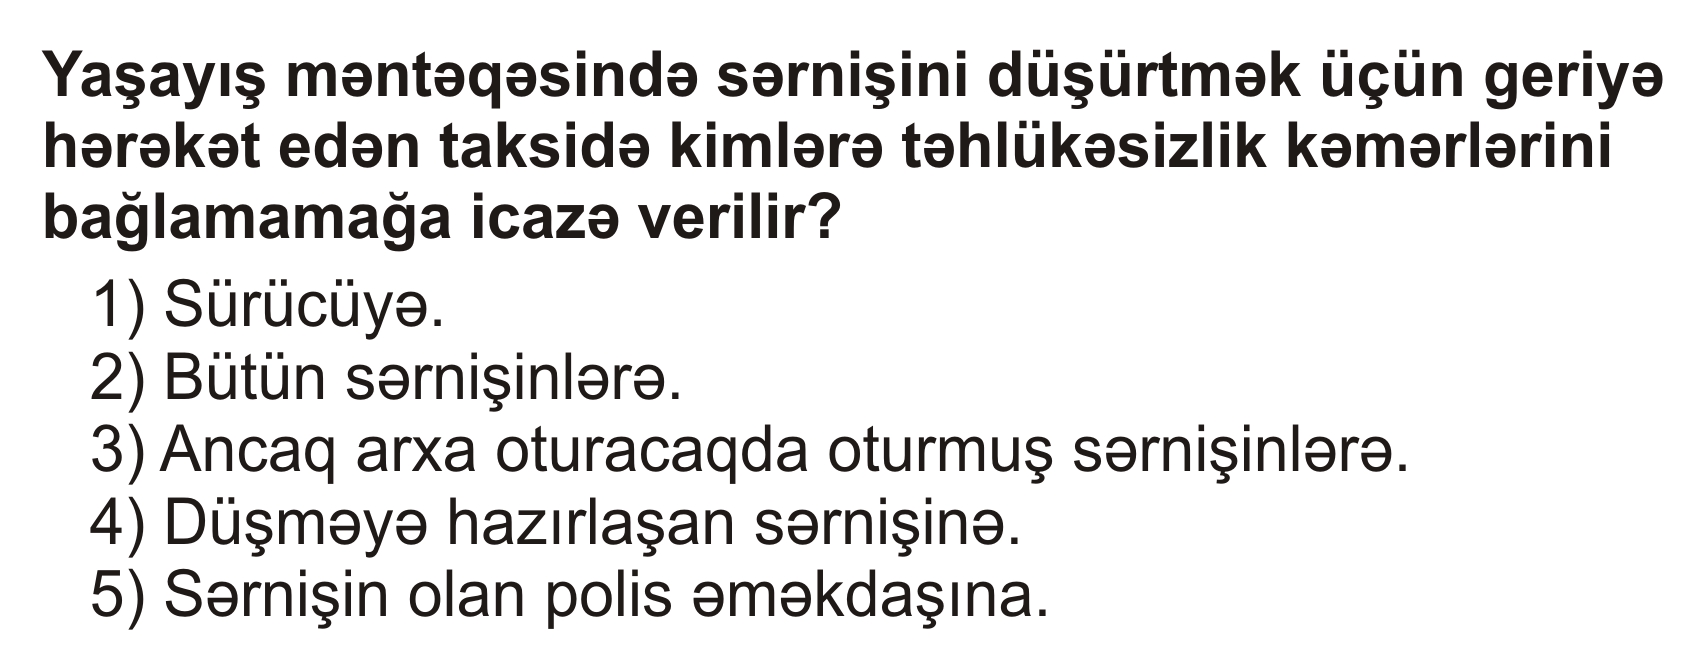 Yaşayış məntəqəsində sərnişini düşürtmək üçün geriyə
hərəkət edən taksidə kimlərə təhlükəsizlik kəmərlərini
bağlamamağa icazə verilir?
1) Sürücüyə.
2) Bütün sərnişinlərə.
3) Ancaq arxa oturacaqda oturmuş sərnişinlərə.
4) Düşməyə hazırlaşan sərnişinə.
5) Sərnişin olan polis əməkdaşına.